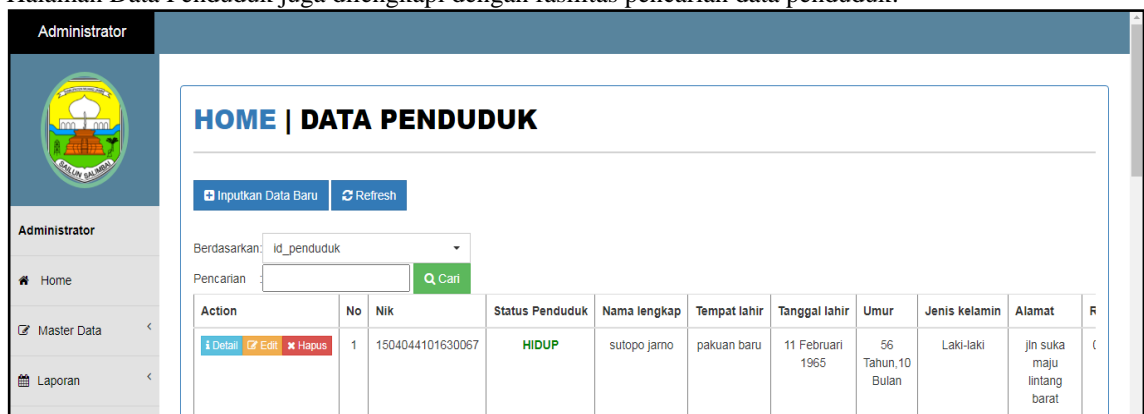 Halaman Data Penduduk juga dilengkapi dengan fasilitas pencarian data penduduk.
Administrator
SAILUN SALIMBAI
Administrator
Home
Master Data
Laporan
HOME | DATA PENDUDUK
Inputkan Data Baru Refresh
Berdasarkan: id_penduduk
Pencarian : Cari
Action No Nik Status Penduduk Nama lengkap Tempat lahir Tanggal lahir Umur Jenis kelamin Alamat
Detail Edit Hapus 1 1504044101630067 HIDUP sutopo jarno pakuan baru 11 Februari 56 Laki-laki jln suka
1965 Tahun,10 maju
Bulan lintang
barat